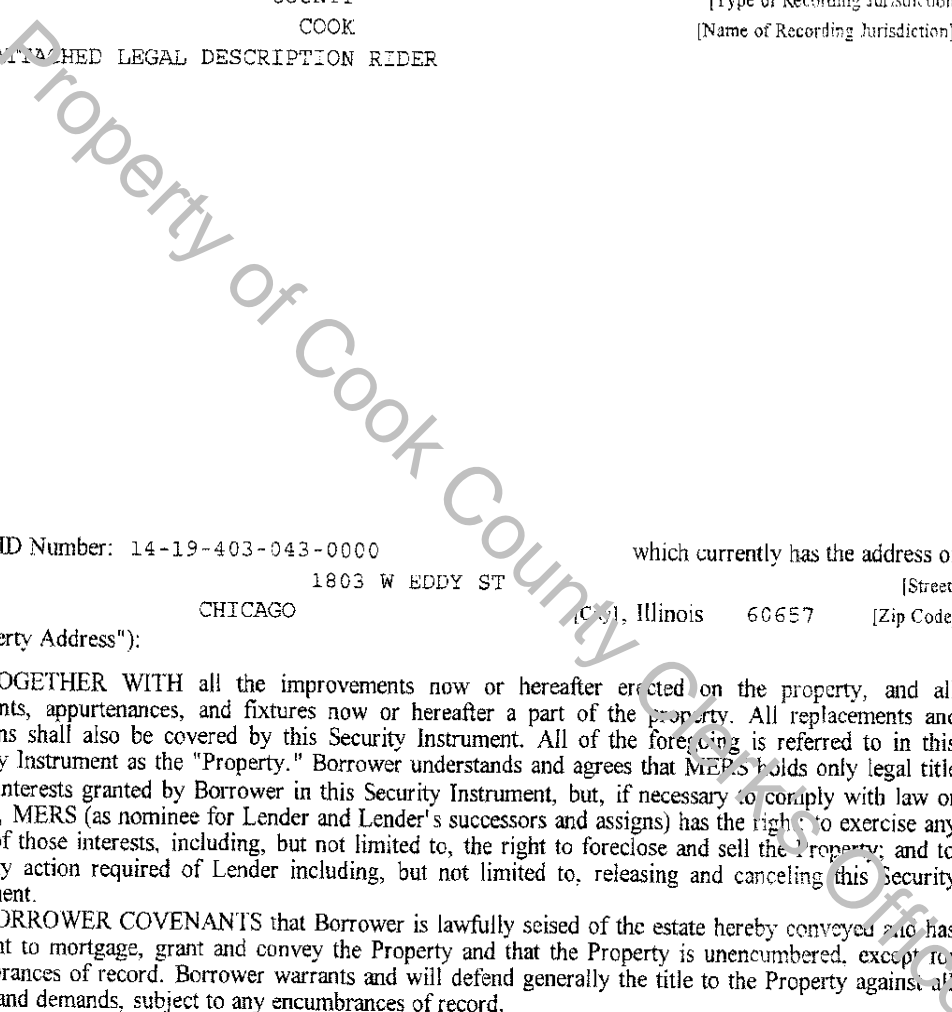 COUNTY [Type of Recording Jurisdiction
COOK [Name of Recording Jurisdiction]
ATTACHED LEGAL DESCRIPTION RIDER
Property of Cook County Clerk's Office
ID Number: 14-19-403-043-0000 which currently has the address o
1803 W EDDY ST [Street
CHICAGO [City], Illinois 60657 [Zip Code
erty Address"):
OGETHER WITH all the improvements now or hereafter erected on the property, and al
nts, appurtenances, and fixtures now or hereafter a part of the property. All replacements and
ns shall also be covered by this Security Instrument. All of the foregoing is referred to in this
y Instrument as the "Property." Borrower understands and agrees that MERS holds only legal title
interests granted by Borrower in this Security Instrument, but, if necessary to comply with law or
, MERS (as nominee for Lender and Lender's successors and assigns) has the right: to exercise any
of those interests, including, but not limited to, the right to foreclose and sell the Property; and to
y action required of Lender including, but not limited to, releasing and canceling this Security
ent.
ORROWER COVENANTS that Borrower is lawfully seised of the estate hereby conveyed and has
nt to mortgage, grant and convey the Property and that the Property is unencumbered, except fo
rances of record. Borrower warrants and will defend generally the title to the Property against all
and demands, subject to any encumbrances of record.